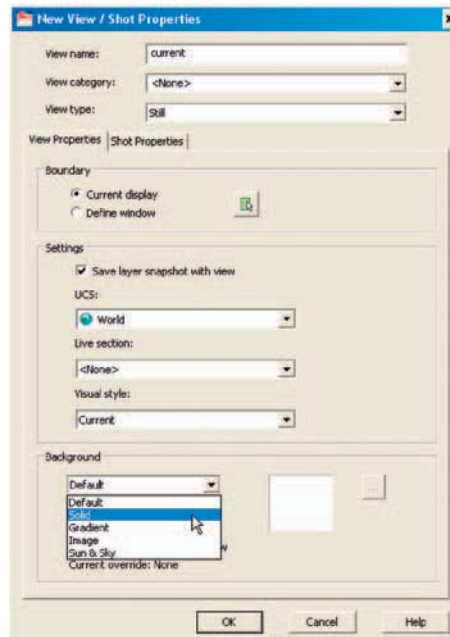 New View / Shot Properties
View name: current
View category: <None>
View type: Still
View Properties Shot Properties
Boundary
Current display
Define window
Settings
Save layer snapshot with view
UCS:
World
Live section:
<None>
Visual style:
Current
Background
Default
Default
Solid
Gradient
Image
Sun & Sky
Current override: None
OK Cancel Help